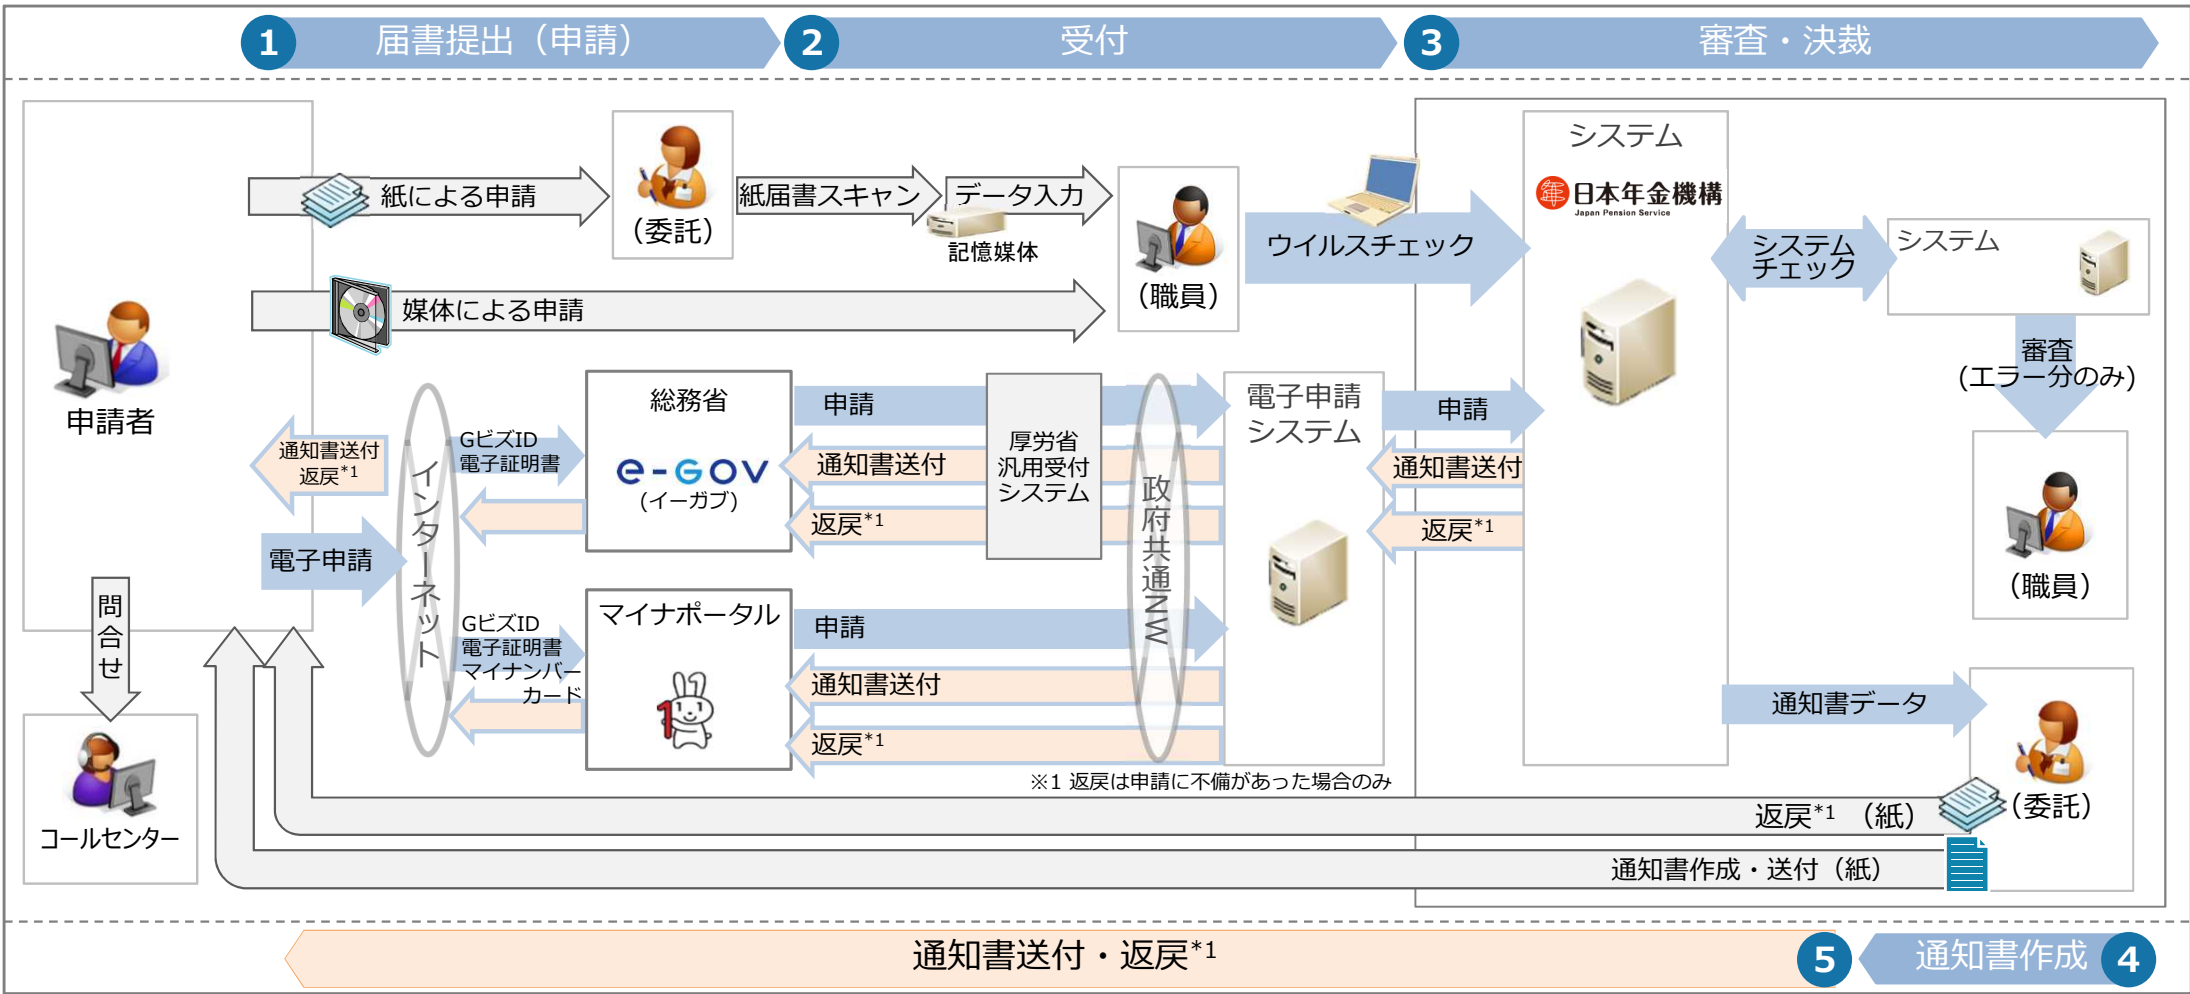 1
届書提出（申請）
2
受付
3
審査・決裁
申請者
紙による申請
（委託）
紙届書スキャン
データ入力
記憶媒体
媒体による申請
（職員）
ウイルスチェック
システム
日本年金機構
Japan Pension Service
システム
チェック
システム
審査
(エラー分のみ)
（職員）
通知書送付
返戻*1
電子申請
インターネット
GビズID
電子証明書
総務省
e-GOV
(イーガブ)
申請
通知書送付
返戻*1
厚労省
汎用受付
システム
政府共通NW
電子申請
システム
申請
通知書送付
返戻*1
GビズID
電子証明書
マイナンバー
カード
マイナポータル
1
申請
通知書送付
返戻*1
※1 返戻は申請に不備があった場合のみ
問合せ
コールセンター
通知書データ
（委託）
返戻*1 （紙）
通知書作成・送付（紙）
通知書送付・返戻*1
5
通知書作成
4